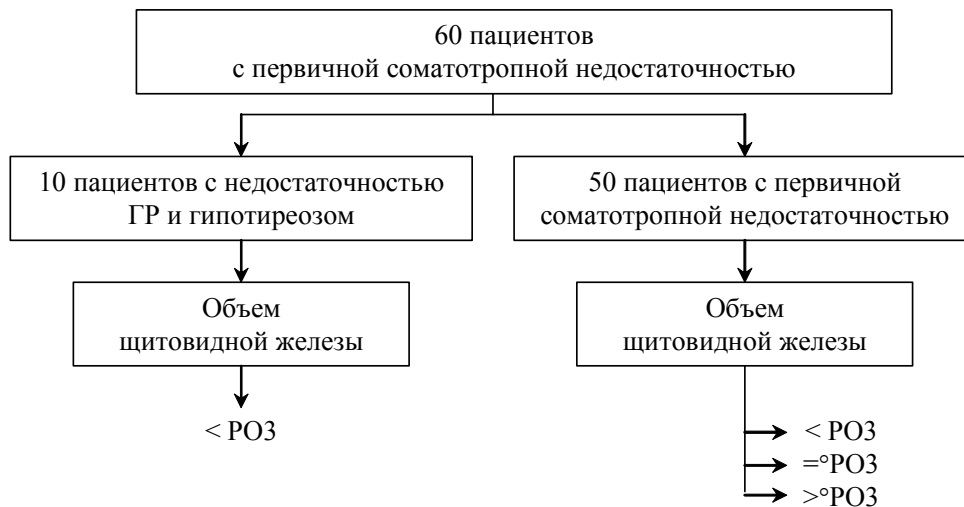 60 пациентов
с первичной соматотропной недостаточностью
10 пациентов с недостаточностью
ГР и гипотиреозом
50 пациентов с первичной
соматотропной недостаточностью
Объем
щитовидной железы
Объем
щитовидной железы
< РОЗ
< РОЗ
=°РОЗ
>°РОЗ